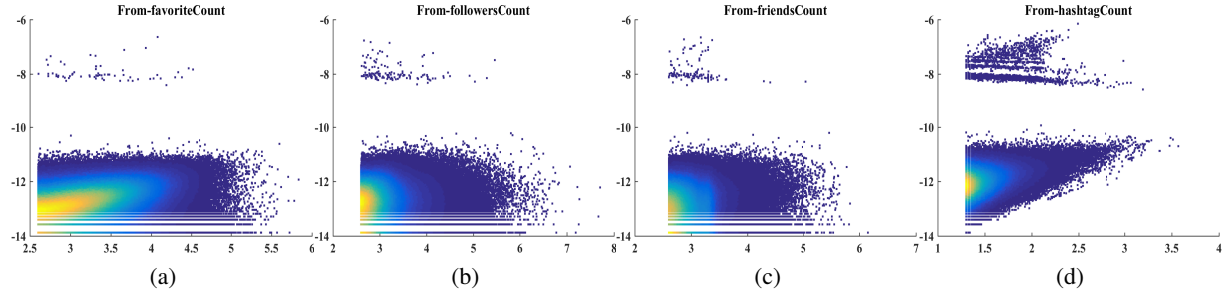 From-favoriteCount
From-followersCount
From-friendsCount
From-hashtagCount
-6
-8
-10
-12
-14
2.5 3 3.5 4 4.5 5 5.5 6
-6
-8
-10
-12
-14
2 3 4 5 6 7 8
-6
-8
-10
-12
-14
2 3 4 5 6 7
-6
-8
-10
-12
-14
1 1.5 2 2.5 3 3.5 4
(a)
(b)
(c)
(d)